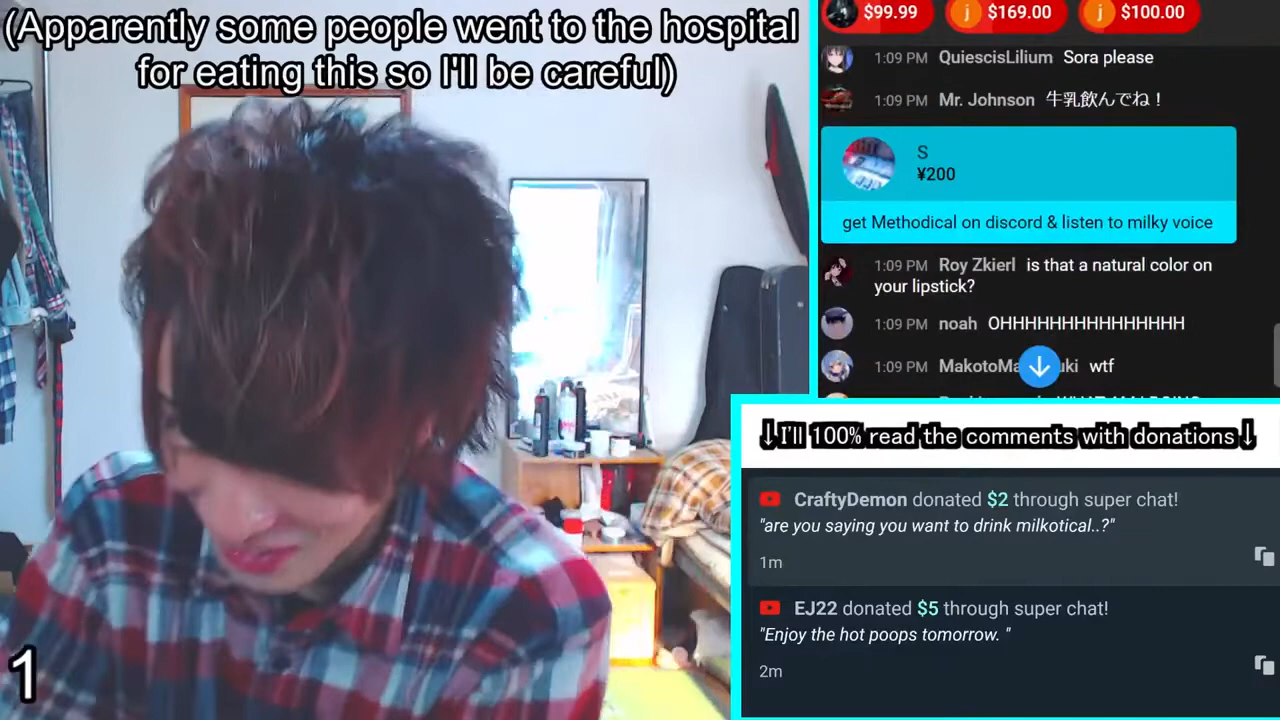 (Apparently some people went to the hospital
for eating this so I'll be careful)
1
$99.99
j $169.00
j $100.00
1:09 PM QuiescisLilium Sora please
1:09 PM Mr. Johnson 牛乳飲んでね！
S
¥200
get Methodical on discord & listen to milky voice
1:09 PM Roy Zkierl is that a natural color on
your lipstick?
1:09 PM noah OHHHHHHHHHHHHHHH
1:09 PM wtf
↓I'll 100% read the comments with donations↓
CraftyDemon donated $2 through super chat!
"are you saying you want to drink milkotical..?"
1m
EJ22 donated $5 through super chat!
"Enjoy the hot poops tomorrow. "
2m